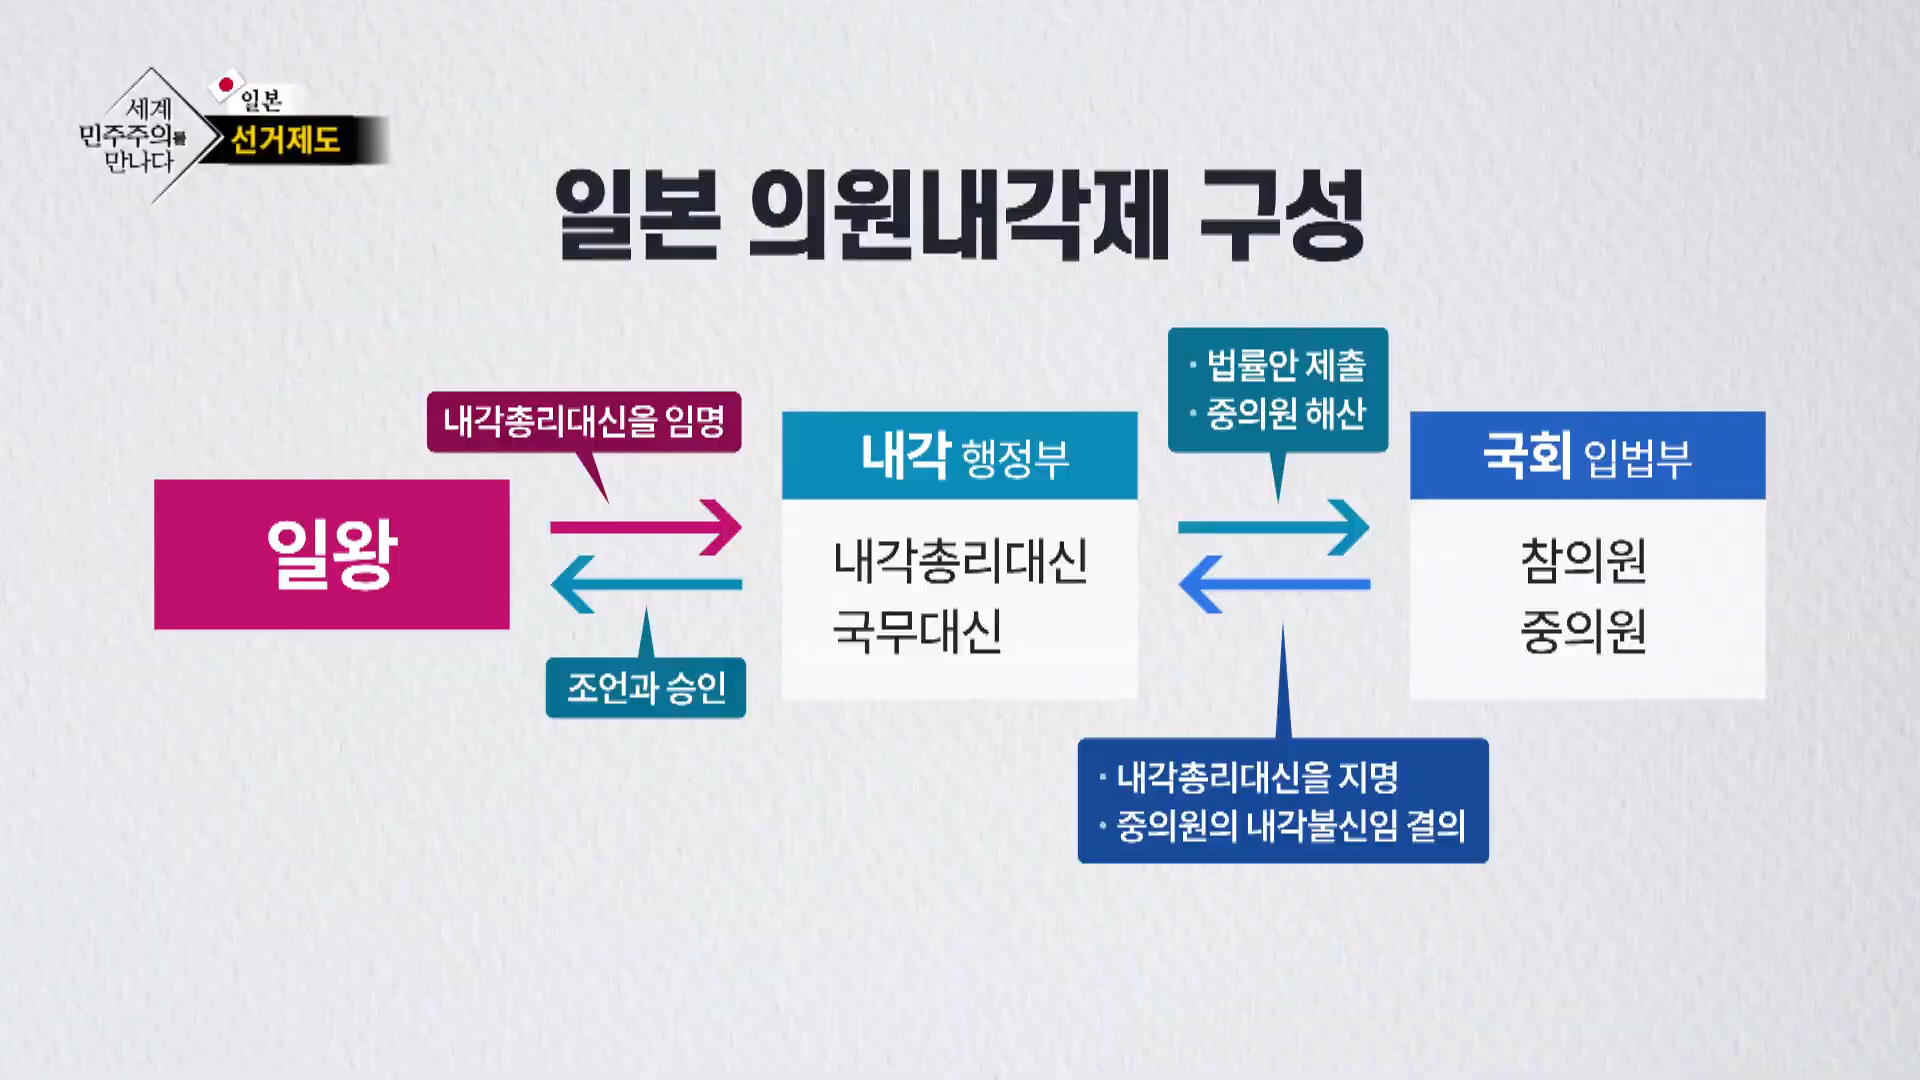 세계
민주주의를
만나다
일본
선거제도
일본 의원내각제 구성
내각총리대신을 임명
일왕
조언과 승인
내각 행정부
내각총리대신
국무대신
· 법률안 제출
· 중의원 해산
국회 입법부
참의원
중의원
· 내각총리대신을 지명
· 중의원의 내각불신임 결의